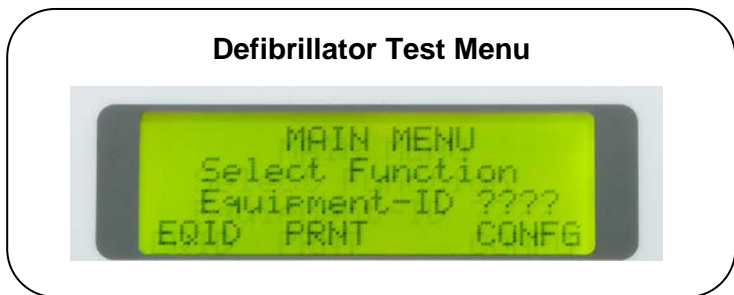 Defibrillator Test Menu
MAIN MENU
Select Function
Equipment-ID ????
EQID PRNT CONFG